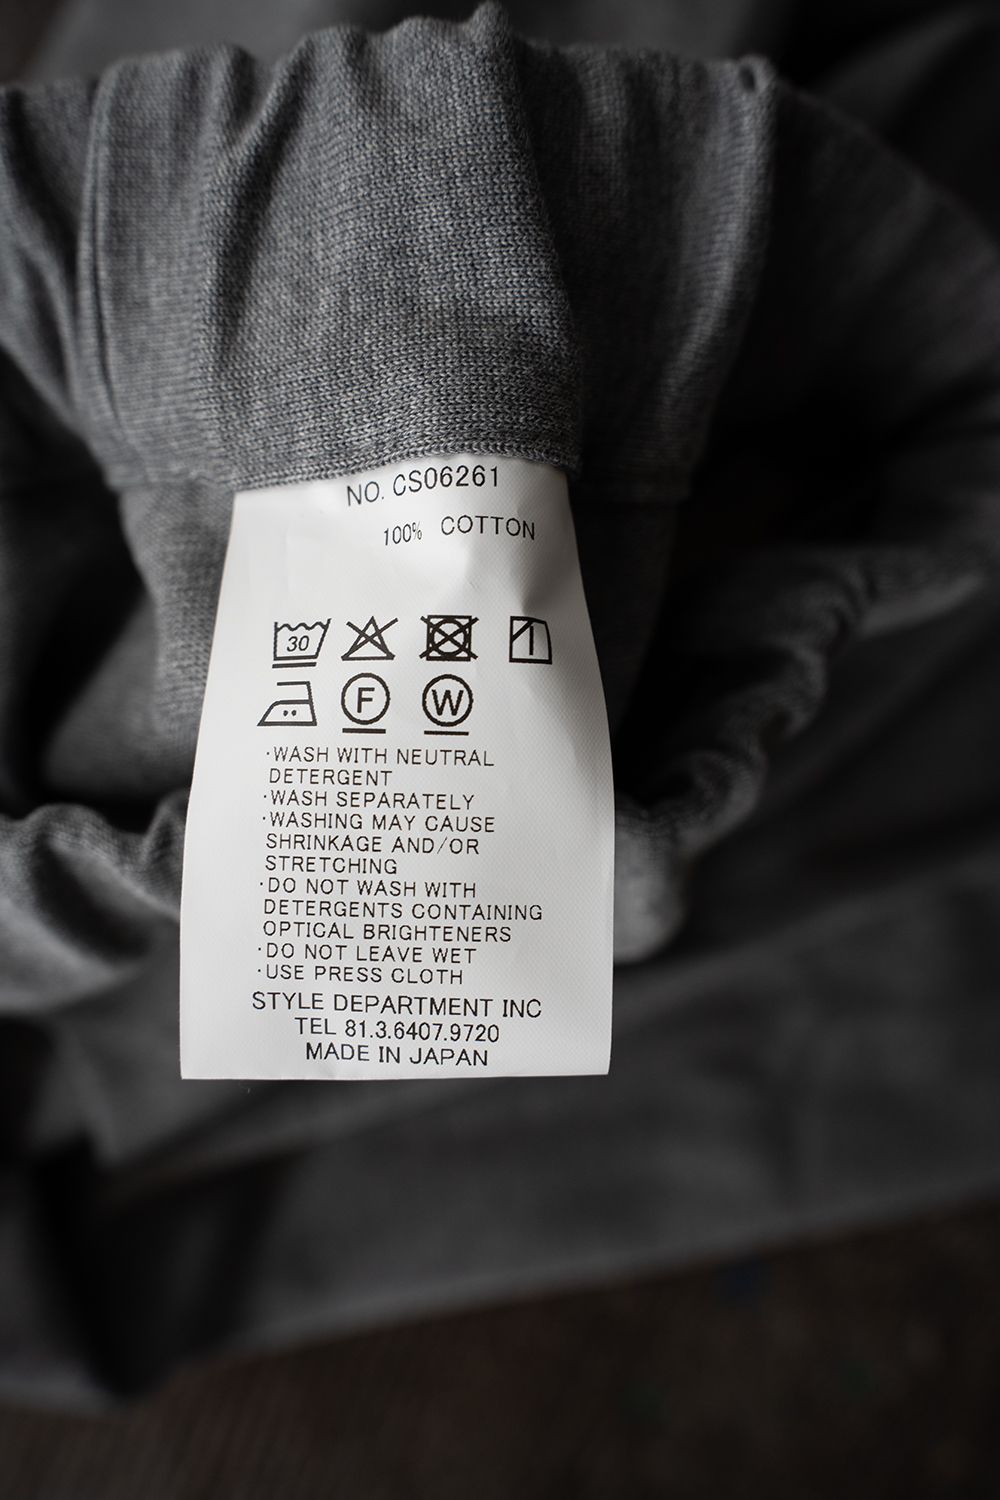 NO. CS06261
100% COTTON
30
F W
·WASH WITH NEUTRAL
DETERGENT
·WASH SEPARATELY
·WASHING MAY CAUSE
SHRINKAGE AND/OR
STRETCHING
·DO NOT WASH WITH
DETERGENTS CONTAINING
OPTICAL BRIGHTENERS
·DO NOT LEAVE WET
·USE PRESS CLOTH
STYLE DEPARTMENT INC
TEL 81.3.6407.9720
MADE IN JAPAN